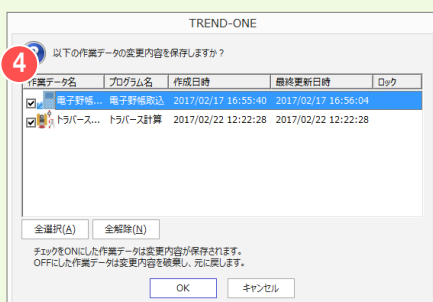 TREND-ONE
以下の作業データの変更内容を保存しますか？
4
作業データ名 プログラム名 作成日時 最終更新日時 ロック
電子野帳... 電子野帳取込 2017/02/17 16:55:40 2017/02/17 16:56:04
トラバース... トラバース計算 2017/02/22 12:22:28 2017/02/22 12:22:28
全選択(A) 全解除(N)
チェックをONにした作業データは変更内容が保存されます。
OFFにした作業データは変更内容を破棄し、元に戻します。
OK キャンセル